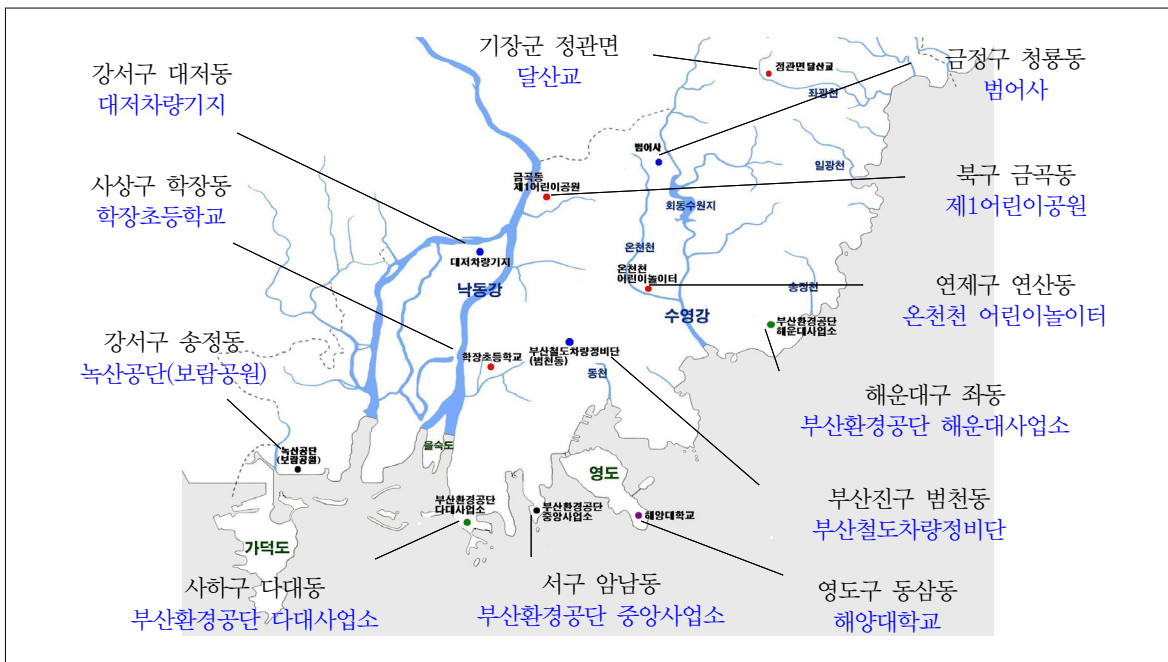 기장군 정관면
달산교
금정구 청룡동
범어사
강서구 대저동
대저차량기지
정관면 달산교
좌광천
범어사
일광천
사상구 학장동
학장초등학교
금곡동
제1어린이공원
북구 금곡동
제1어린이공원
회동수원지
온천천
대저차량기지
온천천
어린이놀이터
낙동강
송정천
연제구 연산동
온천천 어린이놀이터
수영강
부산환경공단
해운대사업소
강서구 송정동
녹산공단(보람공원)
학장초등학교
부산철도차량정비단
(범천동)
동천
해운대구 좌동
부산환경공단 해운대사업소
을숙도
녹산공단
(보람공원)
영도
부산환경공단
다대사업소
부산환경공단
중앙사업소
해양대학교
부산진구 범천동
부산철도차량정비단
가덕도
사하구 다대동
부산환경공단 다대사업소
서구 암남동
부산환경공단 중앙사업소
영도구 동삼동
해양대학교